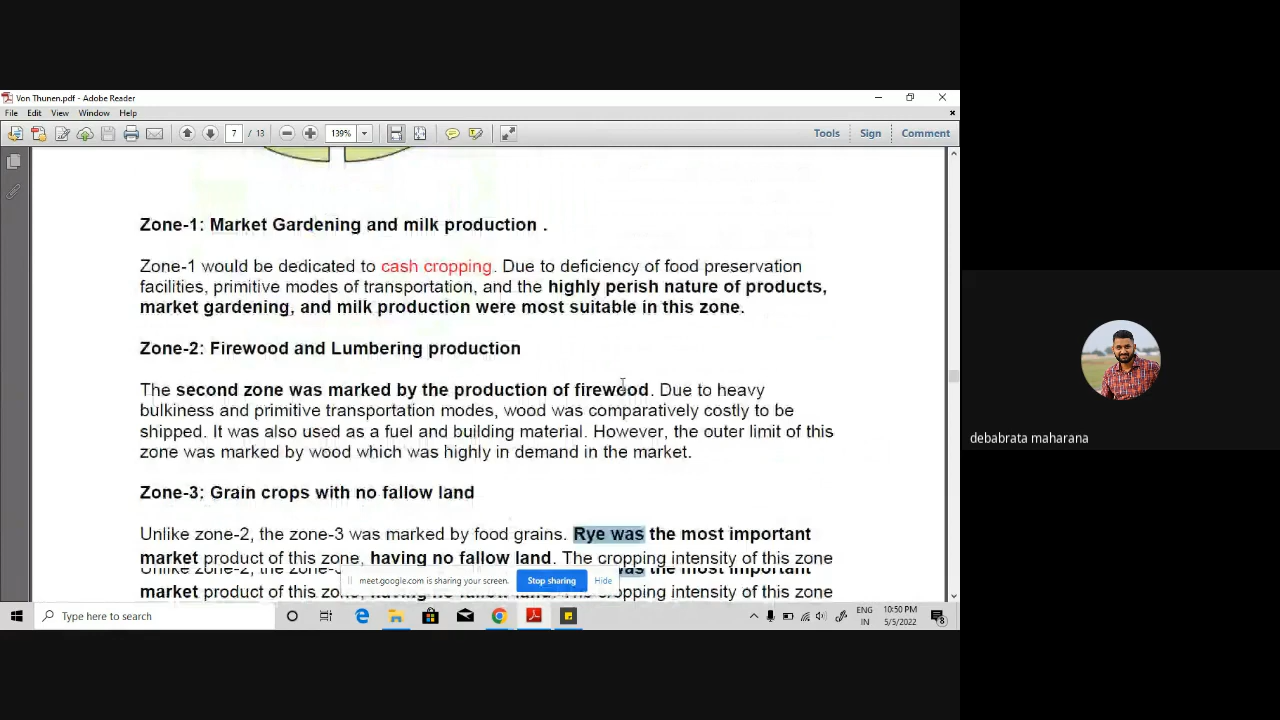 Von Thunen.pdf - Adobe Reader
File Edit View Window Help
7 / 13 139% Tools Sign Comment
Zone-1: Market Gardening and milk production .
Zone-1 would be dedicated to cash cropping. Due to deficiency of food preservation
facilities, primitive modes of transportation, and the highly perish nature of products,
market gardening, and milk production were most suitable in this zone.
Zone-2: Firewood and Lumbering production
The second zone was marked by the production of firewood. Due to heavy
bulkiness and primitive transportation modes, wood was comparatively costly to be
shipped. It was also used as a fuel and building material. However, the outer limit of this
zone was marked by wood which was highly in demand in the market.
Zone-3: Grain crops with no fallow land
Unlike zone-2, the zone-3 was marked by food grains. Rye was the most important
market product of this zone, having no fallow land. The cropping intensity of this zone
market product of this zone
cropping intensity of this zone
meet.google.com is sharing your screen. Stop sharing Hide
Type here to search
ENG
IN
10:50 PM
5/5/2022
8
debabrata maharana